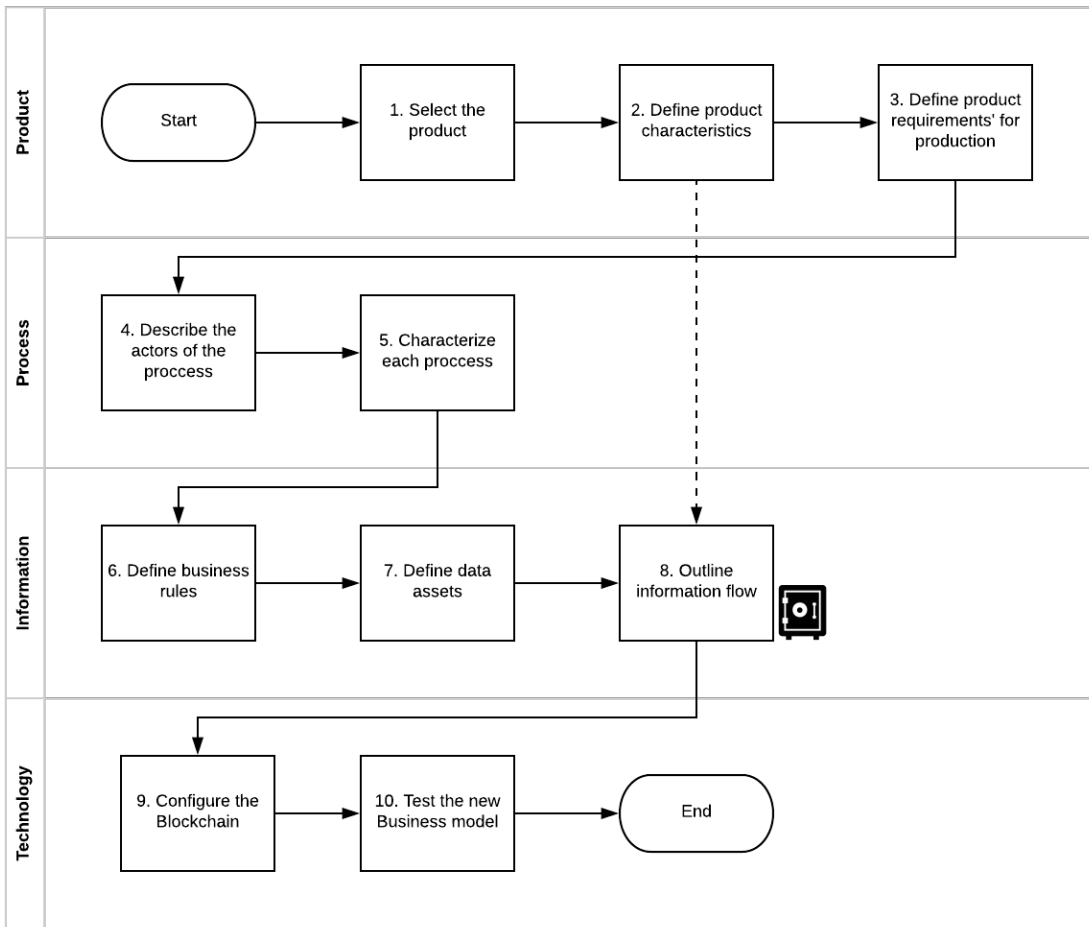 Product
Start
1. Select the
product
2. Define product
characteristics
3. Define product
requirements' for
production
Process
4. Describe the
actors of the
proccess
5. Characterize
each proccess
Information
6. Define business
rules
7. Define data
assets
8. Outline
information flow
Technology
9. Configure the
Blockchain
10. Test the new
Business model
End